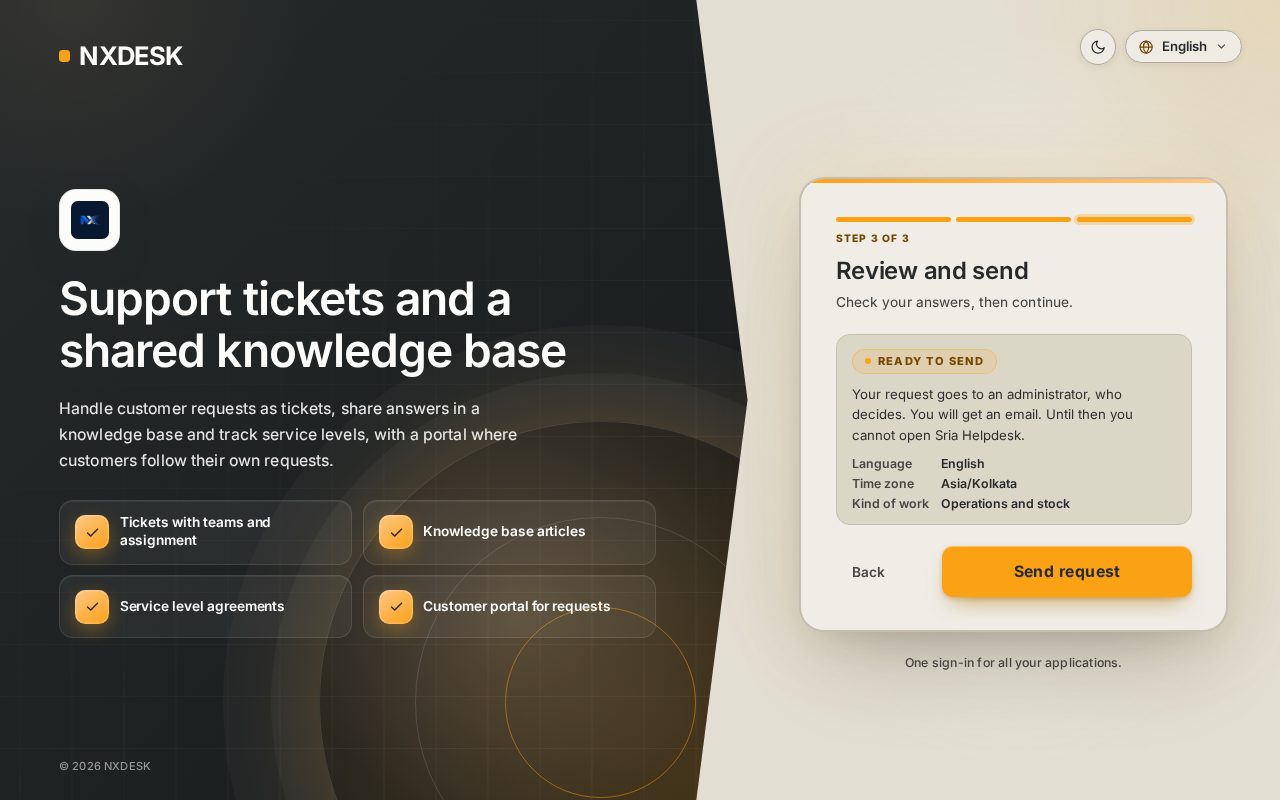 NXDESK
English
NX
Support tickets and a
shared knowledge base
Handle customer requests as tickets, share answers in a
knowledge base and track service levels, with a portal where
customers follow their own requests.
Tickets with teams and
assignment
Knowledge base articles
Service level agreements
Customer portal for requests
© 2026 NXDESK
STEP 3 OF 3
Review and send
Check your answers, then continue.
READY TO SEND
Your request goes to an administrator, who
decides. You will get an email. Until then you
cannot open Sria Helpdesk.
Language English
Time zone Asia/Kolkata
Kind of work Operations and stock
Back
Send request
One sign-in for all your applications.